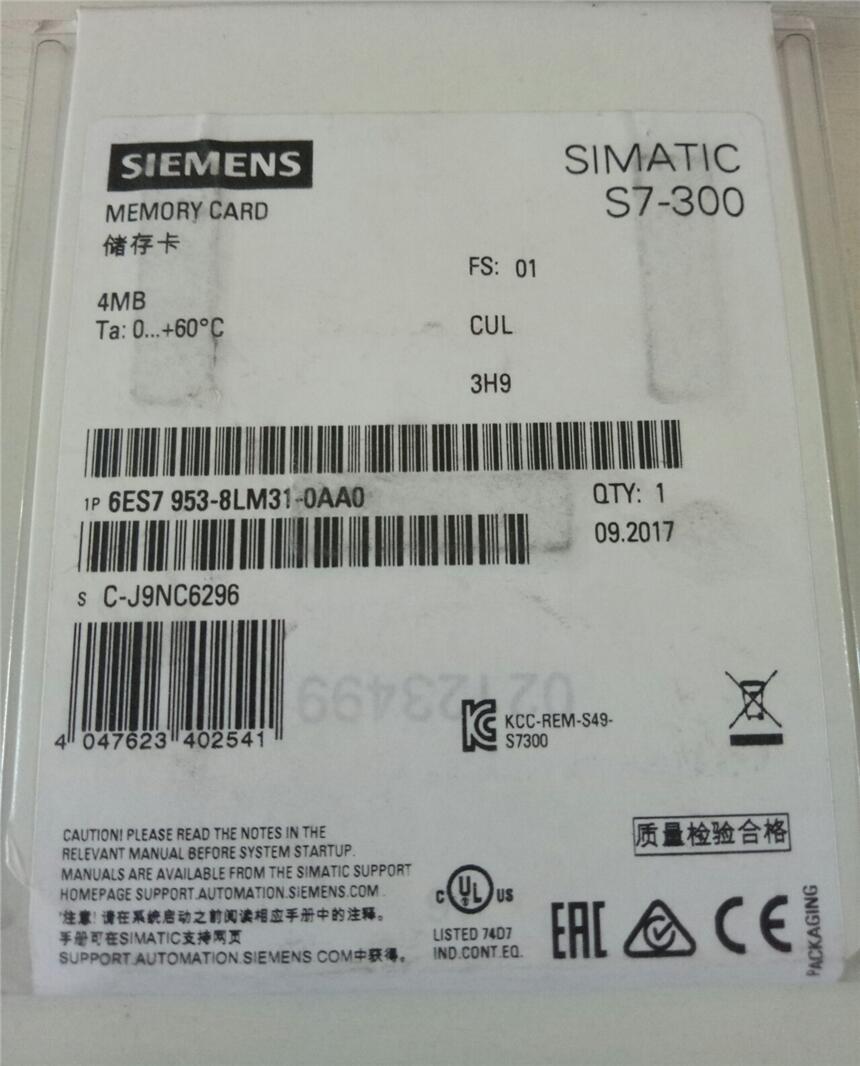 SIEMENS
SIMATIC
S7-300
MEMORY CARD
储存卡
4MB
Ta: 0...+60°C
FS: 01
CUL
3H9
1P 6ES7 953-8LM31-0AA0
QTY: 1
09.2017
S C-J9NC6296
4 047623 402541
02123499
KCC-REM-S49-
S7300
质量检验合格
CAUTION! PLEASE READ THE NOTES IN THE
RELEVANT MANUAL BEFORE SYSTEM STARTUP.
MANUALS ARE AVAILABLE FROM THE SIMATIC SUPPORT
HOMEPAGE SUPPORT.AUTOMATION.SIEMENS.COM.
注意! 请在系统启动之前阅读相应手册中的注释。
手册可在SIMATIC支持网页
SUPPORT.AUTOMATION.SIEMENS COM中获得。
C UL US
LISTED 74D7
IND.CONT.EQ.
EAC
CE
PACKAGING